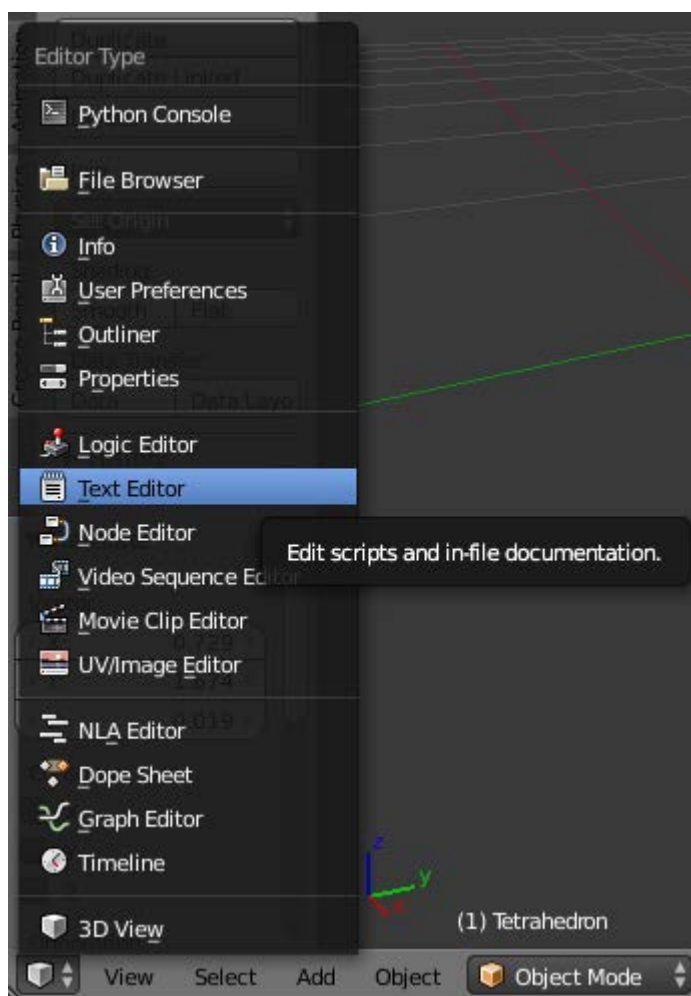 Editor Type
Python Console
File Browser
Info
User Preferences
Outliner
Properties
Logic Editor
Text Editor
Node Editor
Edit scripts and in-file documentation.
Video Sequence Editor
Movie Clip Editor
UV/Image Editor
NLA Editor
Dope Sheet
Graph Editor
Timeline
z
y
x
(1) Tetrahedron
3D View
View Select Add Object Object Mode